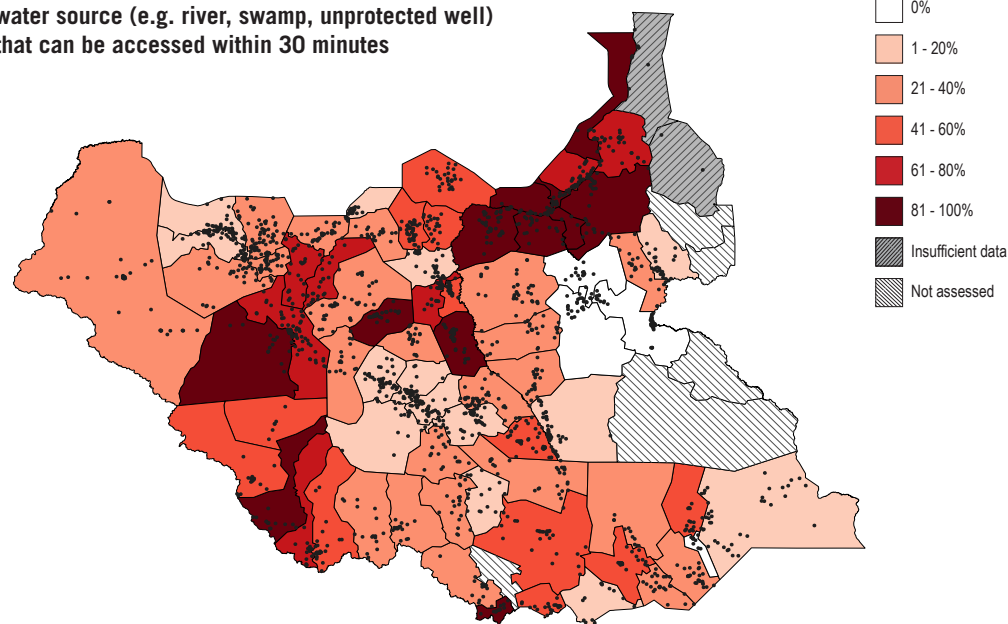 water source (e.g. river, swamp, unprotected well)
that can be accessed within 30 minutes
0%
1 - 20%
21 - 40%
41 - 60%
61 - 80%
81 - 100%
Insufficient data
Not assessed